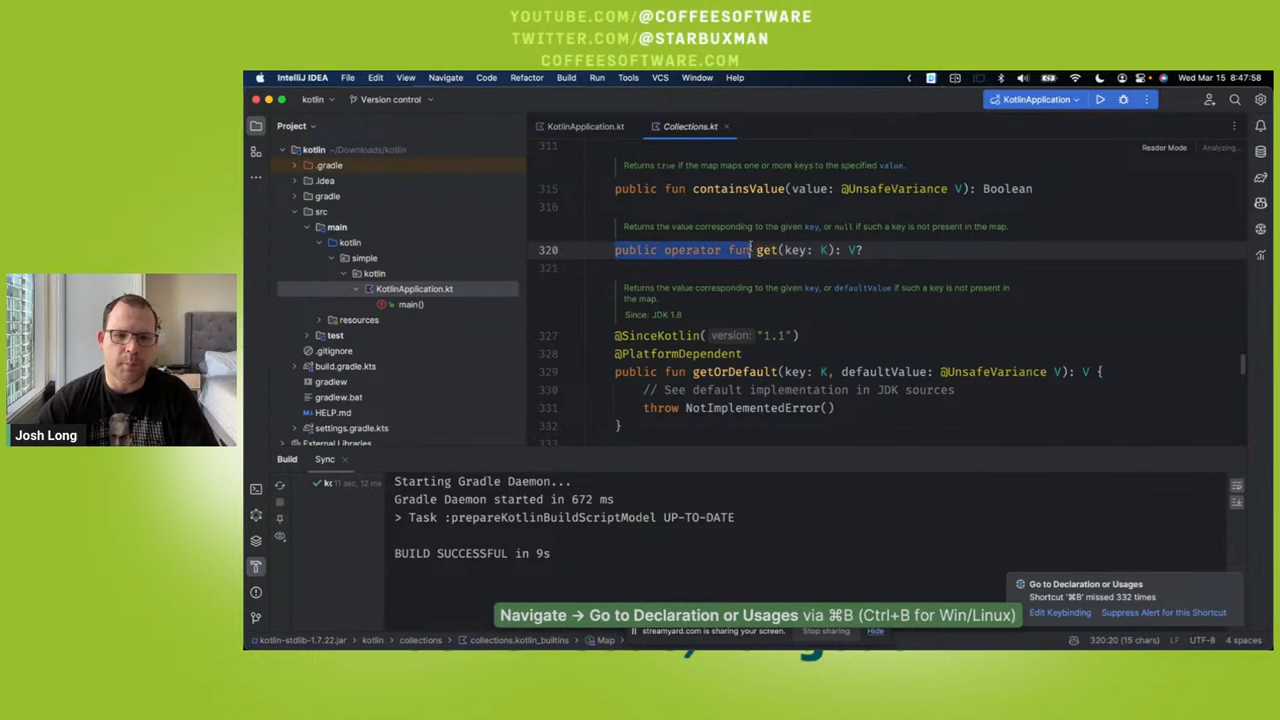 YOUTUBE.COM/@COFFEESOFTWARE
TWITTER.COM/@STARBUXMAN
COFFEESOFTWARE.COM
IntelliJ IDEA File Edit View Navigate Code Refactor Build Run Tools VCS Window Help
Wed Mar 15 8:47:58
kotlin Version control
KotlinApplication
Project
KotlinApplication.kt
Collections.kt
Reader Mode
Analyzing...
kotlin ~/Downloads/kotlin
.gradle
.idea
gradle
src
main
kotlin
simple
kotlin
KotlinApplication.kt
main()
resources
test
.gitignore
build.gradle.kts
gradlew
gradlew.bat
HELP.md
settings.gradle.kts
External Libraries
311
Returns true if the map maps one or more keys to the specified value.
315 public fun containsValue(value: @UnsafeVariance V): Boolean
316
Returns the value corresponding to the given key, or null if such a key is not present in the map.
320 public operator fun get(key: K): V?
321
Returns the value corresponding to the given key, or defaultValue if such a key is not present in
the map.
Since: JDK 1.8
327 @SinceKotlin( version: "1.1")
328 @PlatformDependent
329 public fun getOrDefault(key: K, defaultValue: @UnsafeVariance V): V {
330 // See default implementation in JDK sources
331 throw NotImplementedError()
332 }
333
Josh Long
Build Sync
11 sec, 12 ms
Starting Gradle Daemon...
Gradle Daemon started in 672 ms
> Task :prepareKotlinBuildScriptModel UP-TO-DATE
BUILD SUCCESSFUL in 9s
Go to Declaration or Usages
Shortcut '⌘B' missed 332 times
Edit Keybinding Suppress Alert for this Shortcut
Navigate → Go to Declaration or Usages via ⌘B (Ctrl+B for Win/Linux)
streamyard.com is sharing your screen. Stop sharing Hide
kotlin-stdlib-1.7.22.jar kotlin collections collections.kotlin_builtins Map
320:20 (15 chars) LF UTF-8 4 spaces